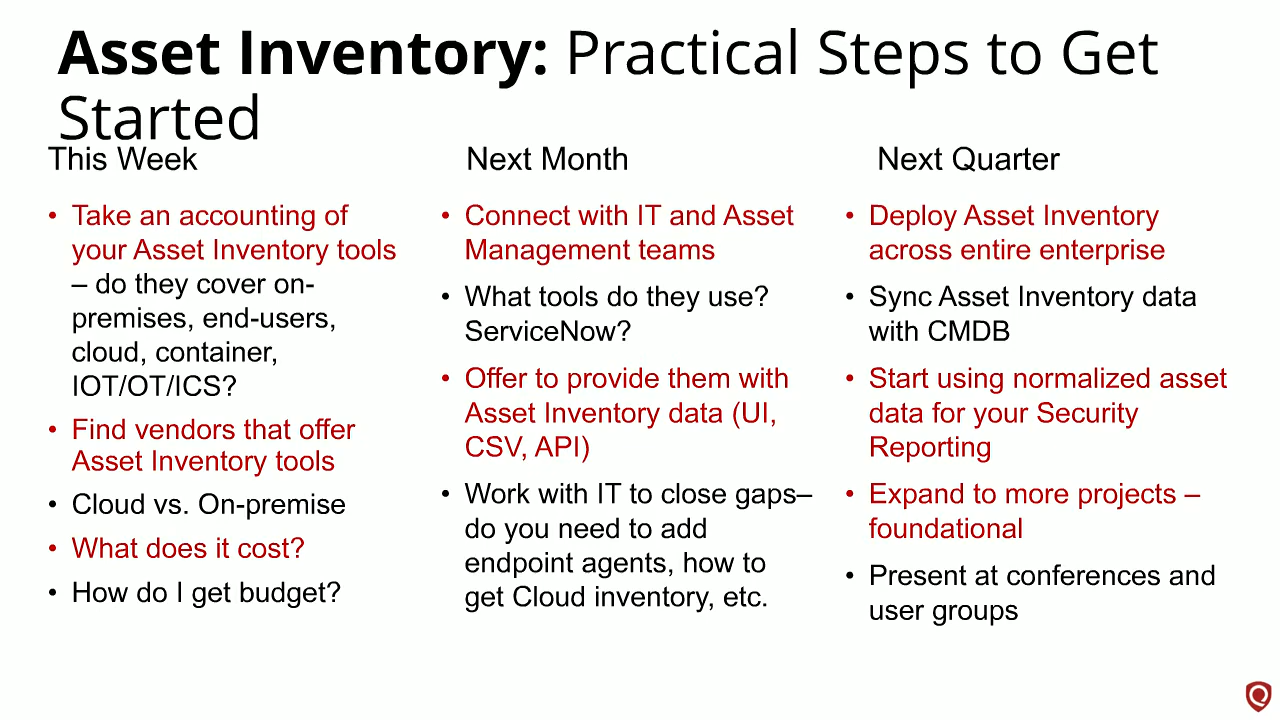 Asset Inventory: Practical Steps to Get
Started
This Week
• Take an accounting of
your Asset Inventory tools
– do they cover on-
premises, end-users,
cloud, container,
IOT/OT/ICS?
• Find vendors that offer
Asset Inventory tools
• Cloud vs. On-premise
• What does it cost?
• How do I get budget?
Next Month
• Connect with IT and Asset
Management teams
• What tools do they use?
ServiceNow?
• Offer to provide them with
Asset Inventory data (UI,
CSV, API)
• Work with IT to close gaps–
do you need to add
endpoint agents, how to
get Cloud inventory, etc.
Next Quarter
• Deploy Asset Inventory
across entire enterprise
• Sync Asset Inventory data
with CMDB
• Start using normalized asset
data for your Security
Reporting
• Expand to more projects –
foundational
• Present at conferences and
user groups